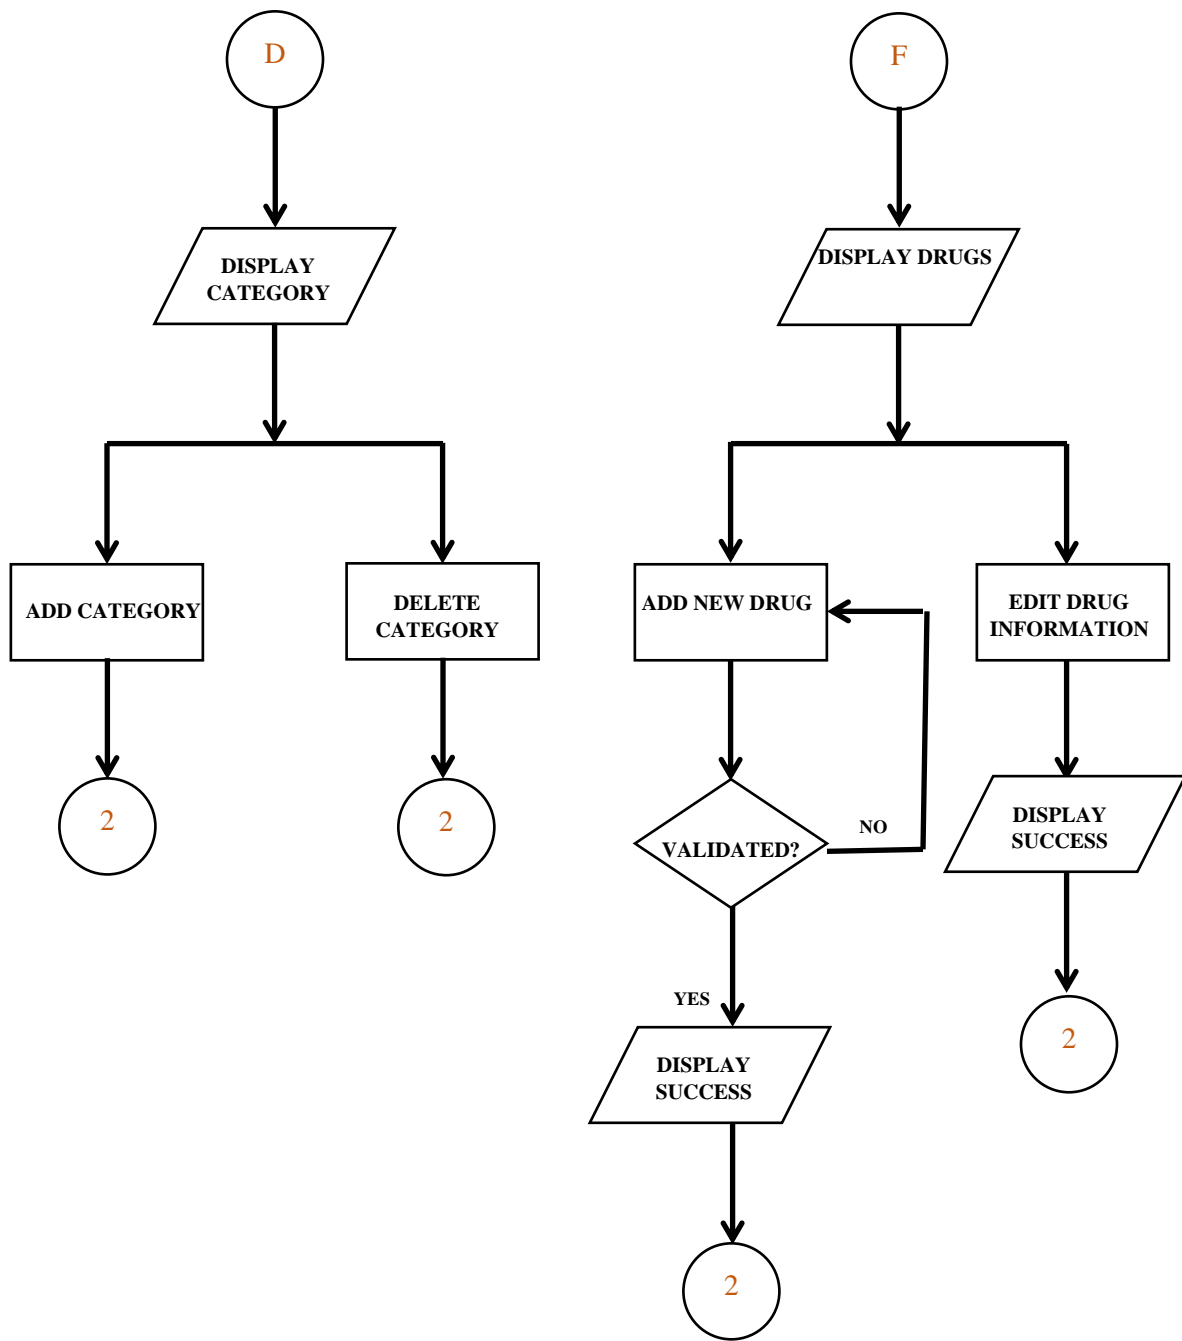 D
DISPLAY
CATEGORY
ADD CATEGORY
DELETE
CATEGORY
2
2
F
DISPLAY DRUGS
ADD NEW DRUG
EDIT DRUG
INFORMATION
VALIDATED?
NO
YES
DISPLAY
SUCCESS
2
DISPLAY
SUCCESS
2